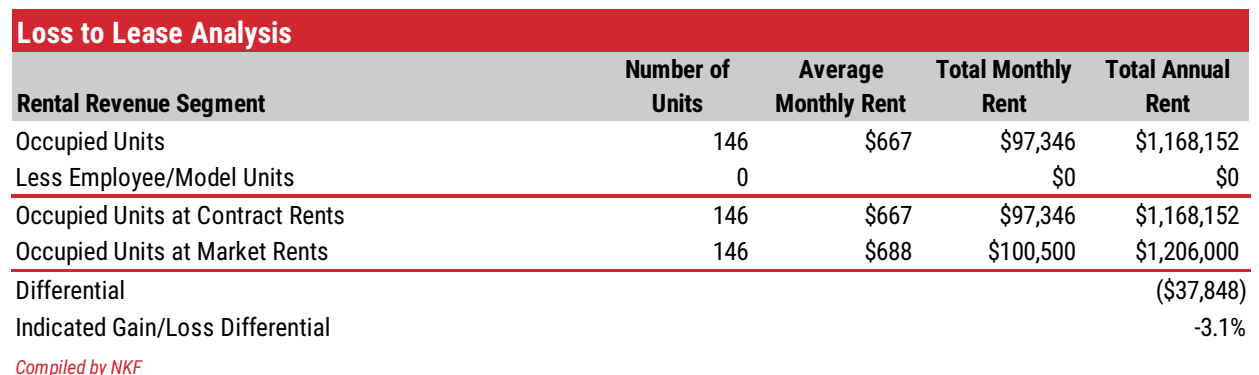 Loss to Lease Analysis
Number of Average Total Monthly Total Annual
Rental Revenue Segment Units Monthly Rent Rent Rent
Occupied Units 146 $667 $97,346 $1,168,152
Less Employee/Model Units 0 $0 $0
Occupied Units at Contract Rents 146 $667 $97,346 $1,168,152
Occupied Units at Market Rents 146 $688 $100,500 $1,206,000
Differential ($37,848)
Indicated Gain/Loss Differential -3.1%
Compiled by NKF